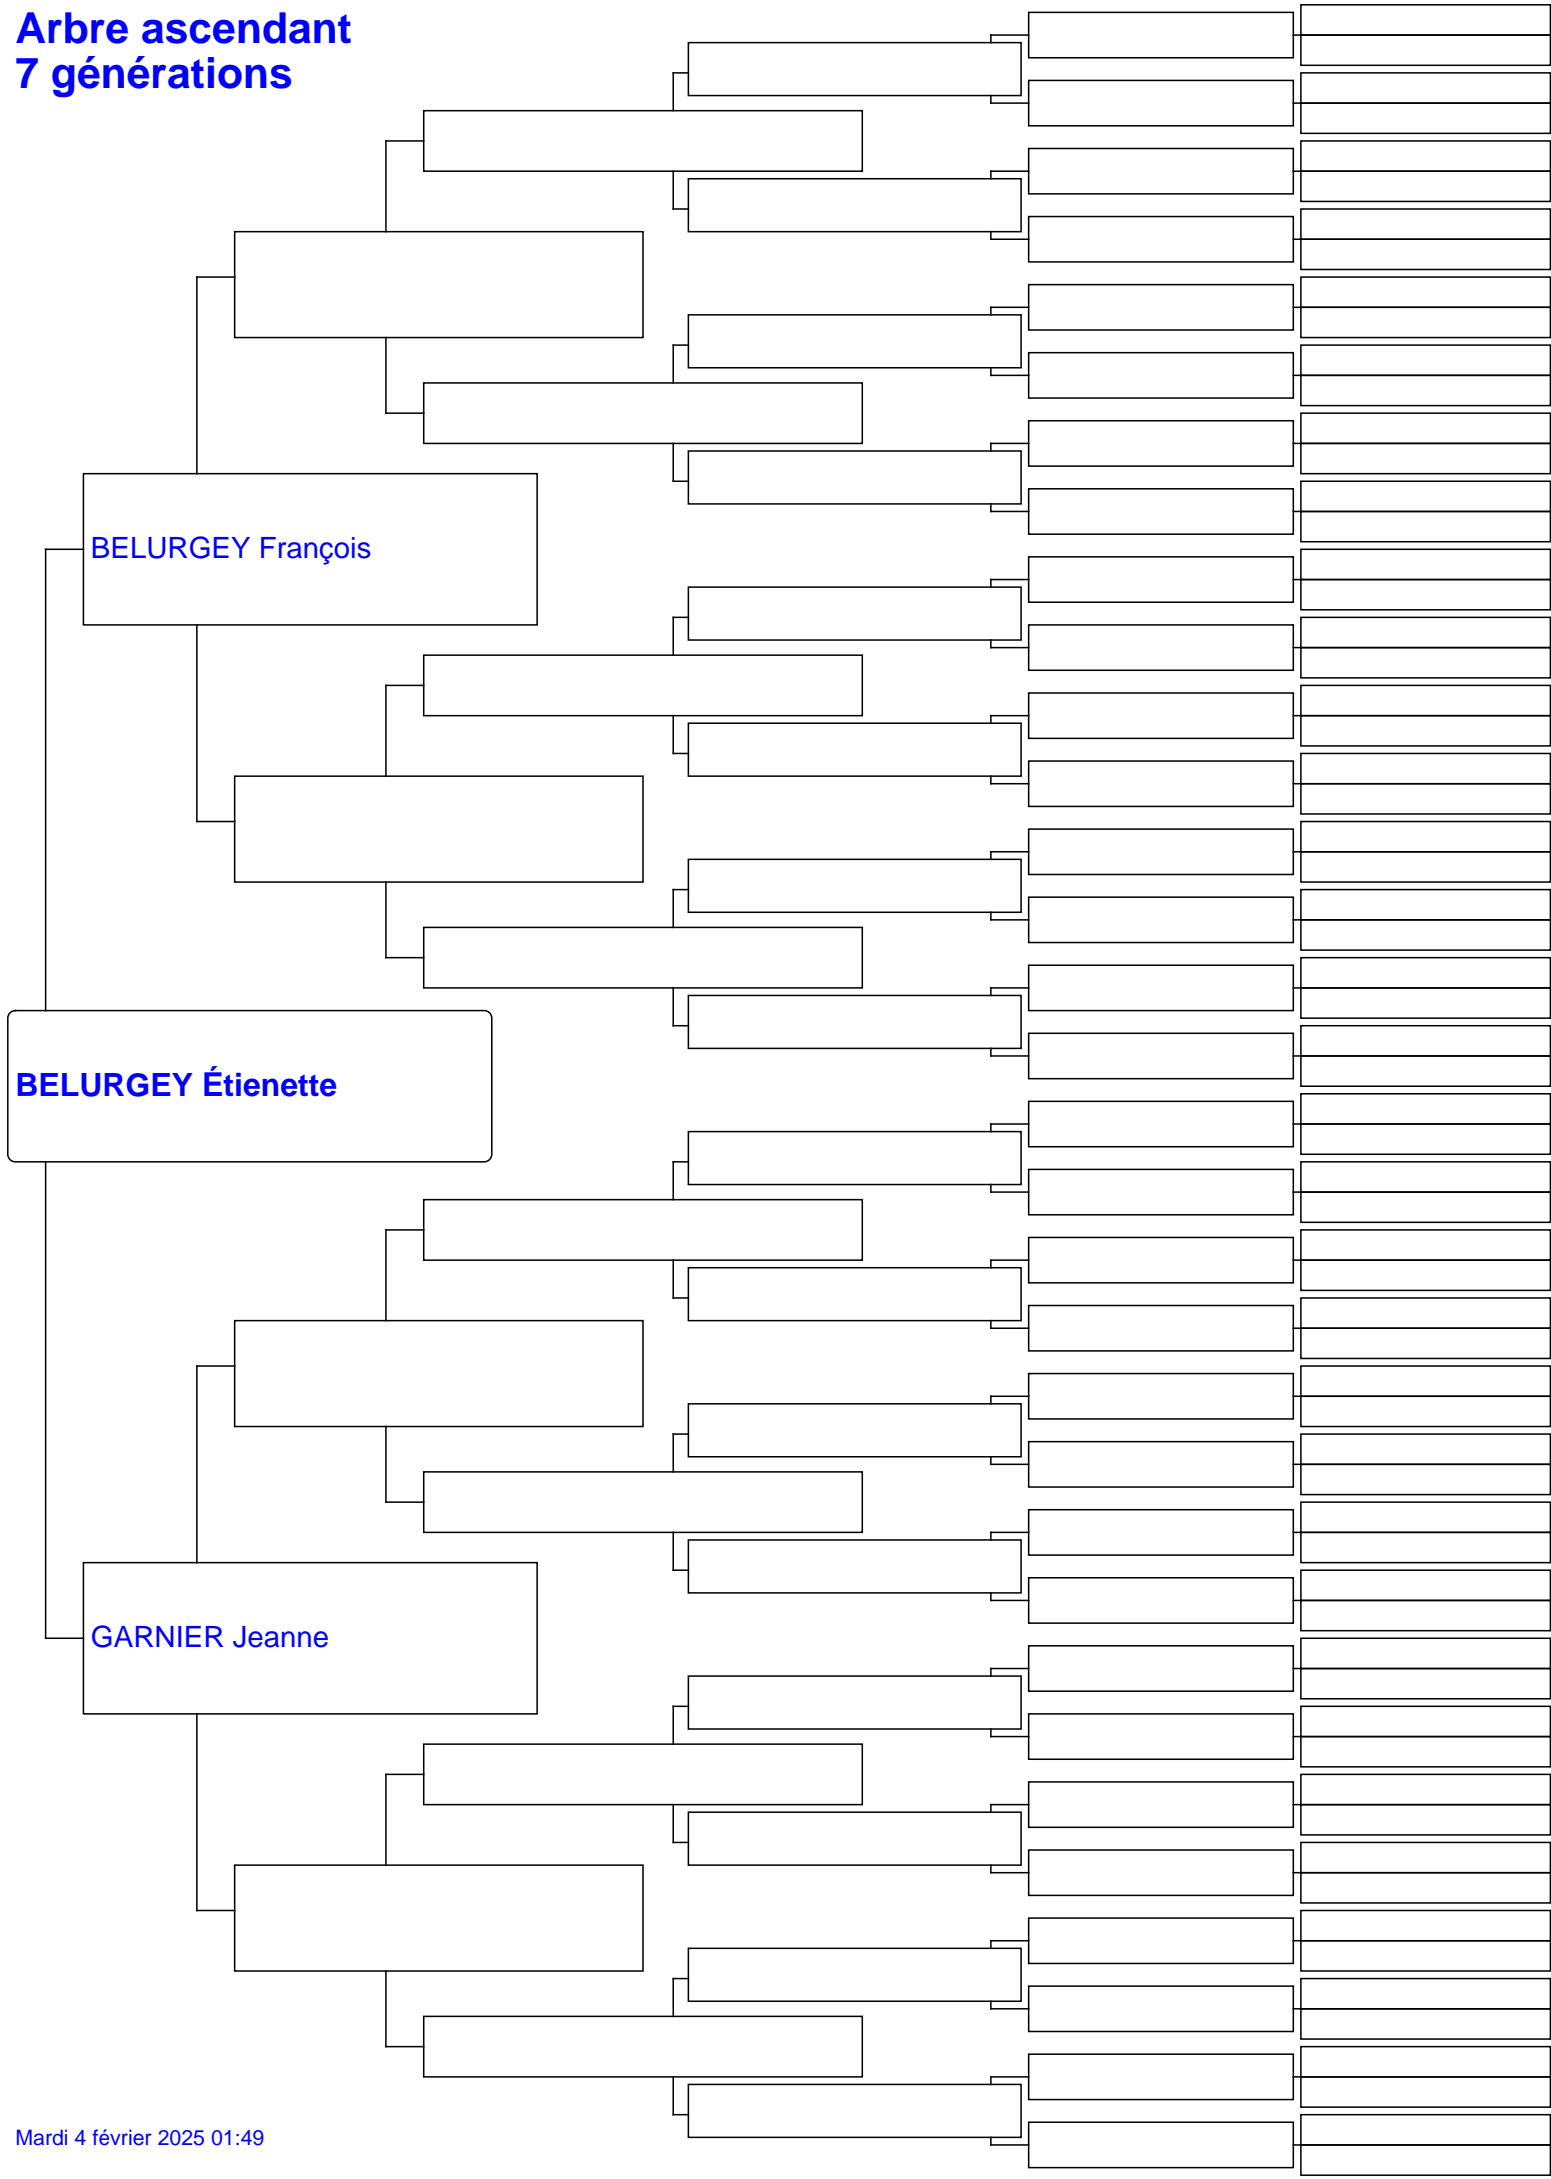 Arbre ascendant
7 générations
BELURGEY François
BELURGEY Étienette
GARNIER Jeanne
Mardi 4 février 2025 01:49